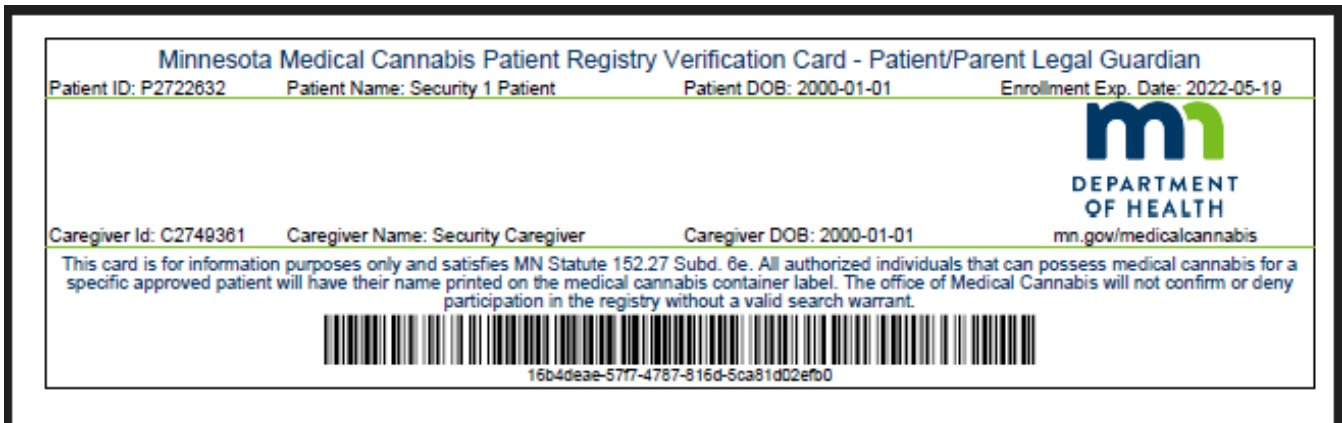 Minnesota Medical Cannabis Patient Registry Verification Card - Patient/Parent Legal Guardian
Patient ID: P2722632 Patient Name: Security 1 Patient Patient DOB: 2000-01-01 Enrollment Exp. Date: 2022-05-19
mn
DEPARTMENT
OF HEALTH
Caregiver Id: C2749361 Caregiver Name: Security Caregiver Caregiver DOB: 2000-01-01 mn.gov/medicalcannabis
This card is for information purposes only and satisfies MN Statute 152.27 Subd. 6e. All authorized individuals that can possess medical cannabis for a
specific approved patient will have their name printed on the medical cannabis container label. The office of Medical Cannabis will not confirm or deny
participation in the registry without a valid search warrant.
16b4deae-57f7-4787-816d-5ca81d02efb0